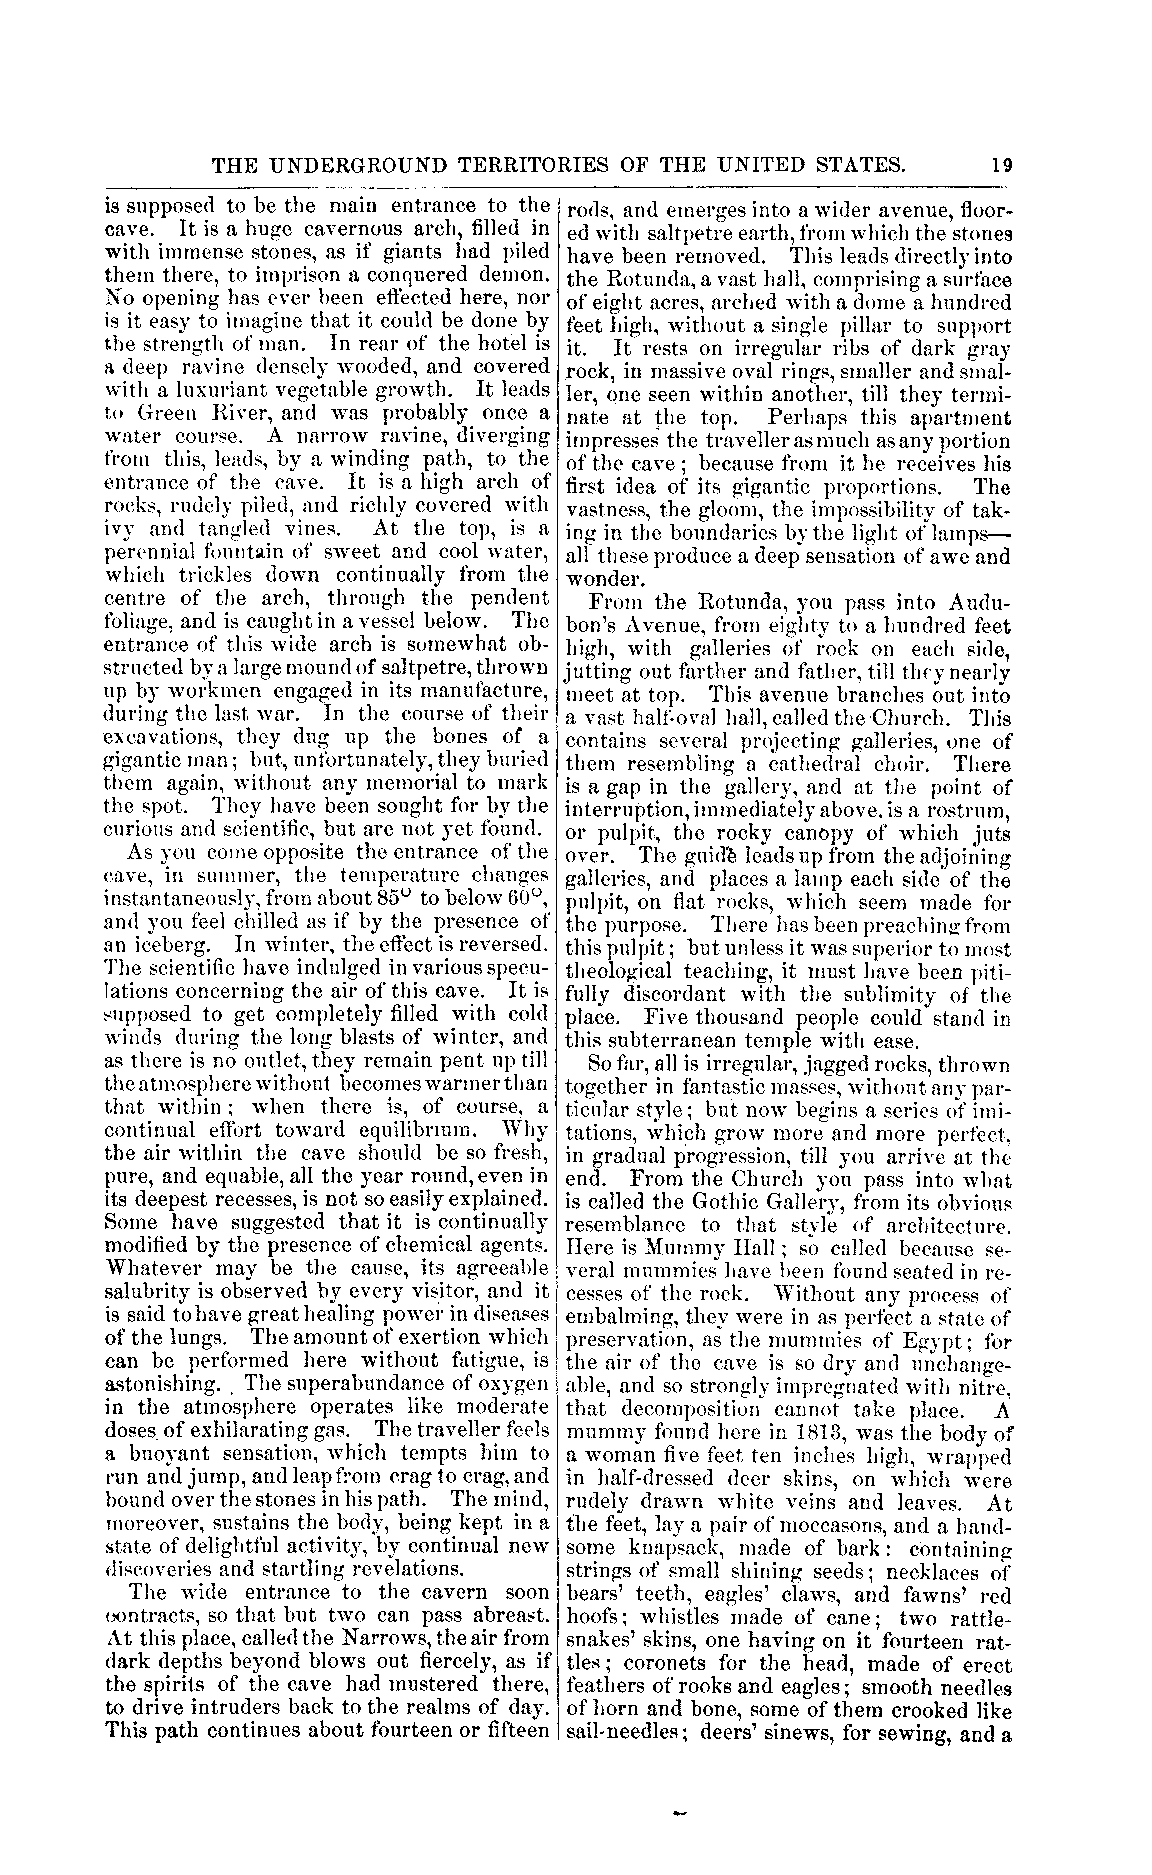 THE UNDERGROUND TERRITORIES OF THE UNITED STATES. 19
is supposed to be the main entrance to the
cave. It is a huge cavernous arch, filled in
with immense stones, as if giants had piled
them there, to imprison a conquered demon.
No opening has ever been effected here, nor
is it easy to imagine that it could be done by
the strength of man. In rear of the hotel is
a deep ravine densely wooded, and covered
with a luxuriant vegetable growth. It leads
to Green River, and was probably once a
water course. A narrow ravine, diverging
from this, leads, by a winding path, to the
entrance of the cave. It is a high arch of
rocks, rudely piled, and richly covered with
ivy and tangled vines. At the top, is a
perennial fountain of sweet and cool water,
which trickles down continually from the
centre of the arch, through the pendent
foliage, and is caught in a vessel below. The
entrance of this wide arch is somewhat ob-
structed by a large mound of saltpetre, thrown
up by workmen engaged in its manufacture,
during the last war. In the course of their
excavations, they dug up the bones of a
gigantic man; but, unfortunately, they buried
them again, without any memorial to mark
the spot. They have been sought for by the
curious and scientific, but are not yet found.
As you come opposite the entrance of the
cave, in summer, the temperature changes
instantaneously, from about 85° to below 60°,
and you feel chilled as if by the presence of
an iceberg. In winter, the effect is reversed.
The scientific have indulged in various specu-
lations concerning the air of this cave. It is
supposed to get completely filled with cold
winds during the long blasts of winter, and
as there is no outlet, they remain pent up till
the atmosphere without becomes warmer than
that within; when there is, of course, a
continual effort toward equilibrium. Why
the air within the cave should be so fresh,
pure, and equable, all the year round, even in
its deepest recesses, is not so easily explained.
Some have suggested that it is continually
modified by the presence of chemical agents.
Whatever may be the cause, its agreeable
salubrity is observed by every visitor, and it
is said to have great healing power in diseases
of the lungs. The amount of exertion which
can be performed here without fatigue, is
astonishing. The superabundance of oxygen
in the atmosphere operates like moderate
doses of exhilarating gas. The traveller feels
a buoyant sensation, which tempts him to
run and jump, and leap from crag to crag, and
bound over the stones in his path. The mind,
moreover, sustains the body, being kept in a
state of delightful activity, by continual new
discoveries and startling revelations.
The wide entrance to the cavern soon
contracts, so that but two can pass abreast.
At this place, called the Narrows, the air from
dark depths beyond blows out fiercely, as if
the spirits of the cave had mustered there,
to drive intruders back to the realms of day.
This path continues about fourteen or fifteen
rods, and emerges into a wider avenue, floor-
ed with saltpetre earth, from which the stones
have been removed. This leads directly into
the Rotunda, a vast hall, comprising a surface
of eight acres, arched with a dome a hundred
feet high, without a single pillar to support
it. It rests on irregular ribs of dark gray
rock, in massive oval rings, smaller and smal-
ler, one seen within another, till they termi-
nate at the top. Perhaps this apartment
impresses the traveller as much as any portion
of the cave; because from it he receives his
first idea of its gigantic proportions. The
vastness, the gloom, the impossibility of tak-
ing in the boundaries by the light of lamps—
all these produce a deep sensation of awe and
wonder.
From the Rotunda, you pass into Audu-
bon's Avenue, from eighty to a hundred feet
high, with galleries of rock on each side,
jutting out farther and father, till they nearly
meet at top. This avenue branches out into
a vast half-oval hall, called the Church. This
contains several projecting galleries, one of
them resembling a cathedral choir. There
is a gap in the gallery, and at the point of
interruption, immediately above, is a rostrum,
or pulpit, the rocky canopy of which juts
over. The guide leads up from the adjoining
galleries, and places a lamp each side of the
pulpit, on flat rocks, which seem made for
the purpose. There has been preaching from
this pulpit; but unless it was superior to most
theological teaching, it must have been piti-
fully discordant with the sublimity of the
place. Five thousand people could stand in
this subterranean temple with ease.
So far, all is irregular, jagged rocks, thrown
together in fantastic masses, without any par-
ticular style; but now begins a series of imi-
tations, which grow more and more perfect,
in gradual progression, till you arrive at the
end. From the Church you pass into what
is called the Gothic Gallery, from its obvious
resemblance to that style of architecture.
Here is Mummy Hall; so called because se-
veral mummies have been found seated in re-
cesses of the rock. Without any process of
embalming, they were in as perfect a state of
preservation, as the mummies of Egypt; for
the air of the cave is so dry and unchange-
able, and so strongly impregnated with nitre,
that decomposition cannot take place. A
mummy found here in 1813, was the body of
a woman five feet ten inches high, wrapped
in half-dressed deer skins, on which were
rudely drawn white veins and leaves. At
the feet, lay a pair of moccasons, and a hand-
some knapsack, made of bark: containing
strings of small shining seeds; necklaces of
bears' teeth, eagles' claws, and fawns' red
hoofs; whistles made of cane; two rattle-
snakes' skins, one having on it fourteen rat-
tles; coronets for the head, made of erect
feathers of rooks and eagles; smooth needles
of horn and bone, some of them crooked like
sail-needles; deers' sinews, for sewing, and a